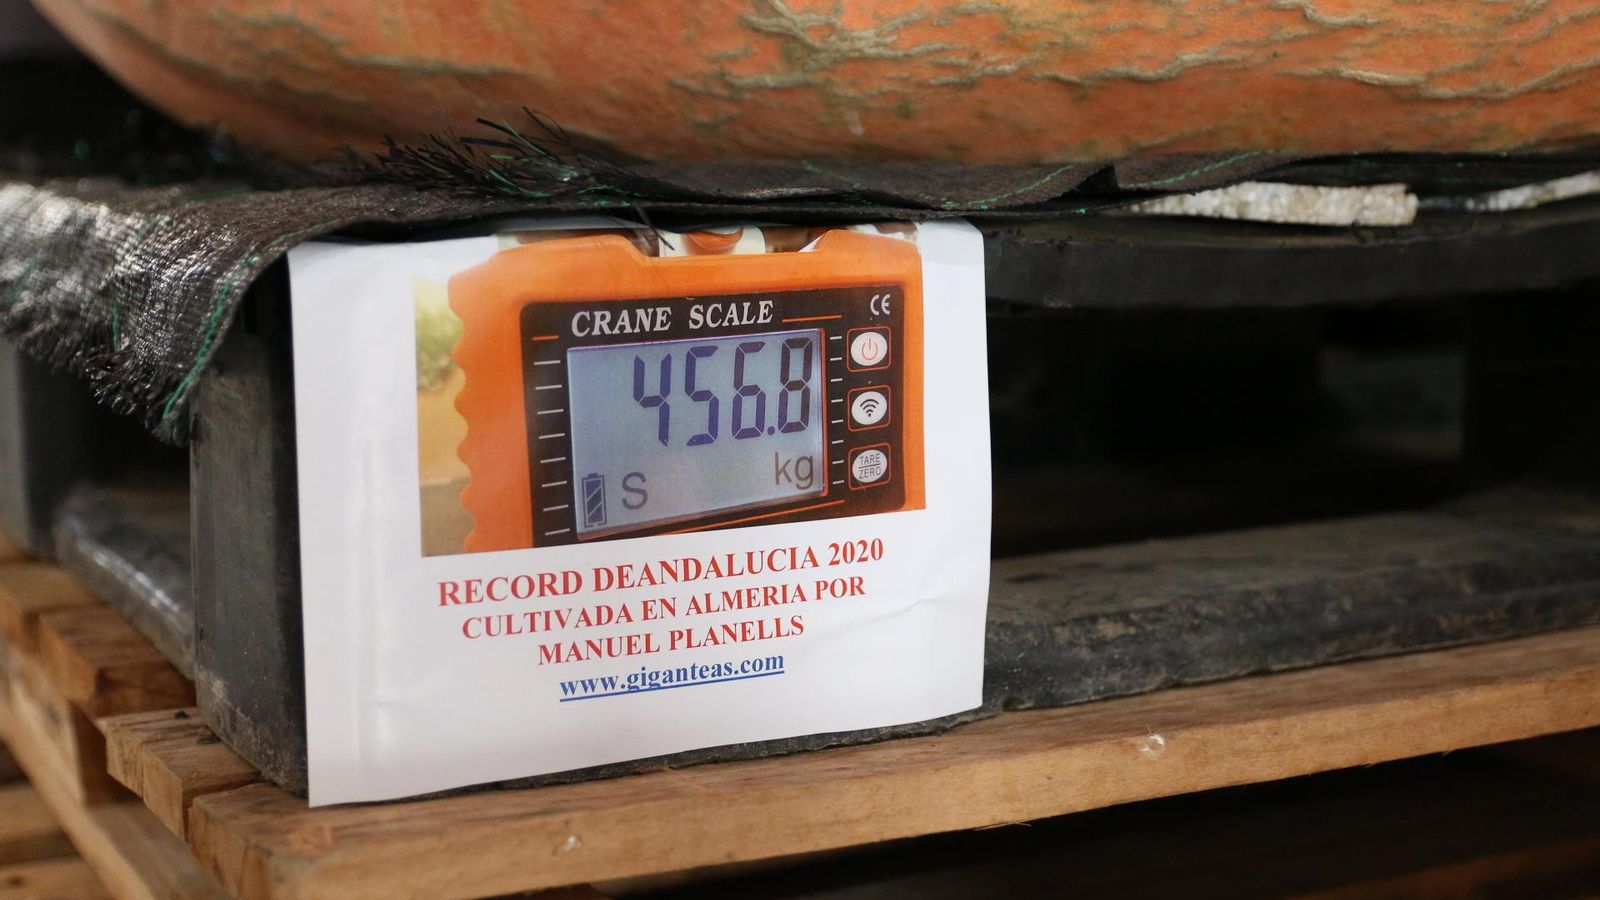 CRANE SCALE CE
456.8
S kg
TARE
ZERO
RECORD DEANDALUCIA 2020
CULTIVADA EN ALMERIA POR
MANUEL PLANELLS
www.giganteas.com